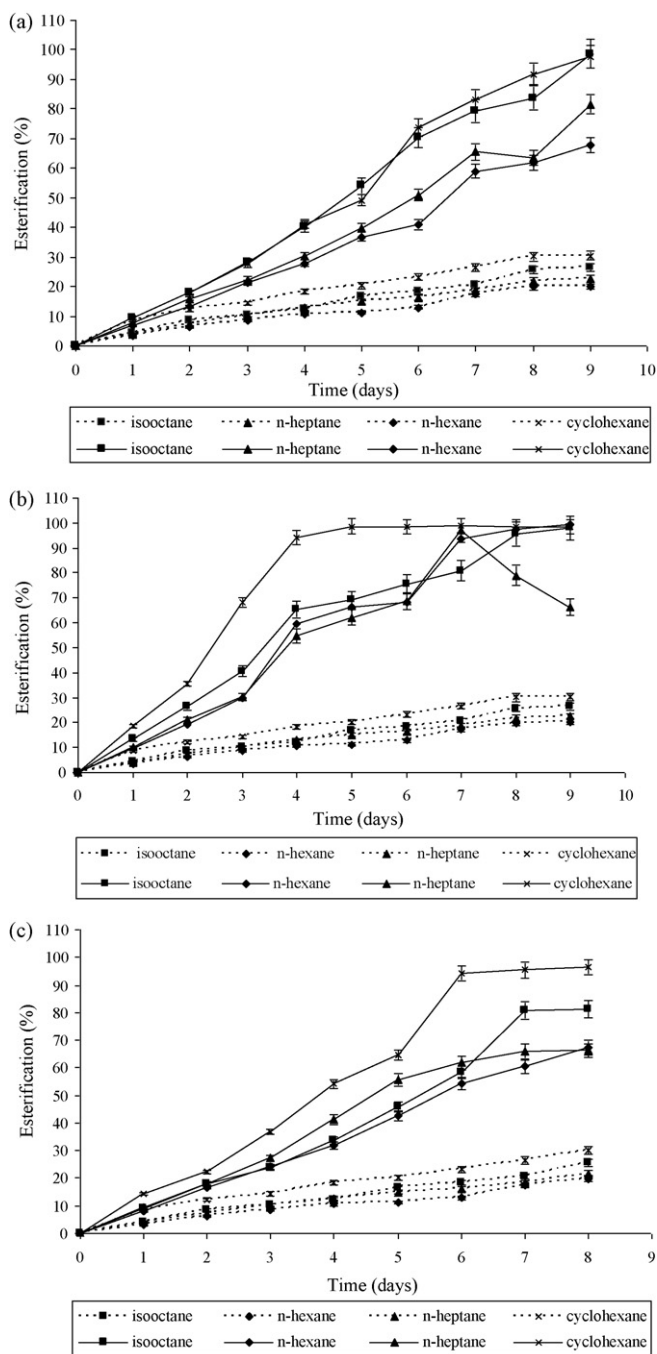 (a)
110
100
90
80
70
60
50
40
30
20
10
0
Esterification (%)
0 1 2 3 4 5 6 7 8 9 10
Time (days)
isooctane n-heptane n-hexane cyclohexane
isooctane n-heptane n-hexane cyclohexane
(b)
110
100
90
80
70
60
50
40
30
20
10
0
Esterification (%)
0 1 2 3 4 5 6 7 8 9 10
Time (days)
isooctane n-hexane n-heptane cyclohexane
isooctane n-hexane n-heptane cyclohexane
(c)
110
100
90
80
70
60
50
40
30
20
10
0
Esterification (%)
0 1 2 3 4 5 6 7 8 9
Time (days)
isooctane n-hexane n-heptane cyclohexane
isooctane n-hexane n-heptane cyclohexane